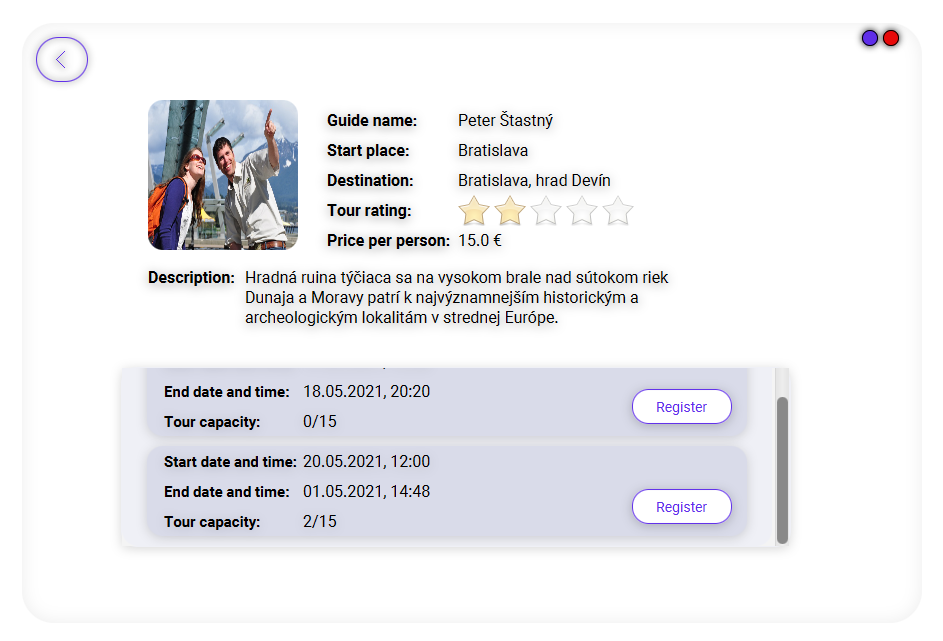 Guide name: Peter Štastný
Start place: Bratislava
Destination: Bratislava, hrad Devín
Tour rating:
Price per person: 15.0 €
Description: Hradná ruina týčiaca sa na vysokom brale nad sútokom riek
Dunaja a Moravy patrí k najvýznamnejším historickým a
archeologickým lokalitám v strednej Európe.
End date and time: 18.05.2021, 20:20
Register
Tour capacity: 0/15
Start date and time: 20.05.2021, 12:00
End date and time: 01.05.2021, 14:48
Register
Tour capacity: 2/15